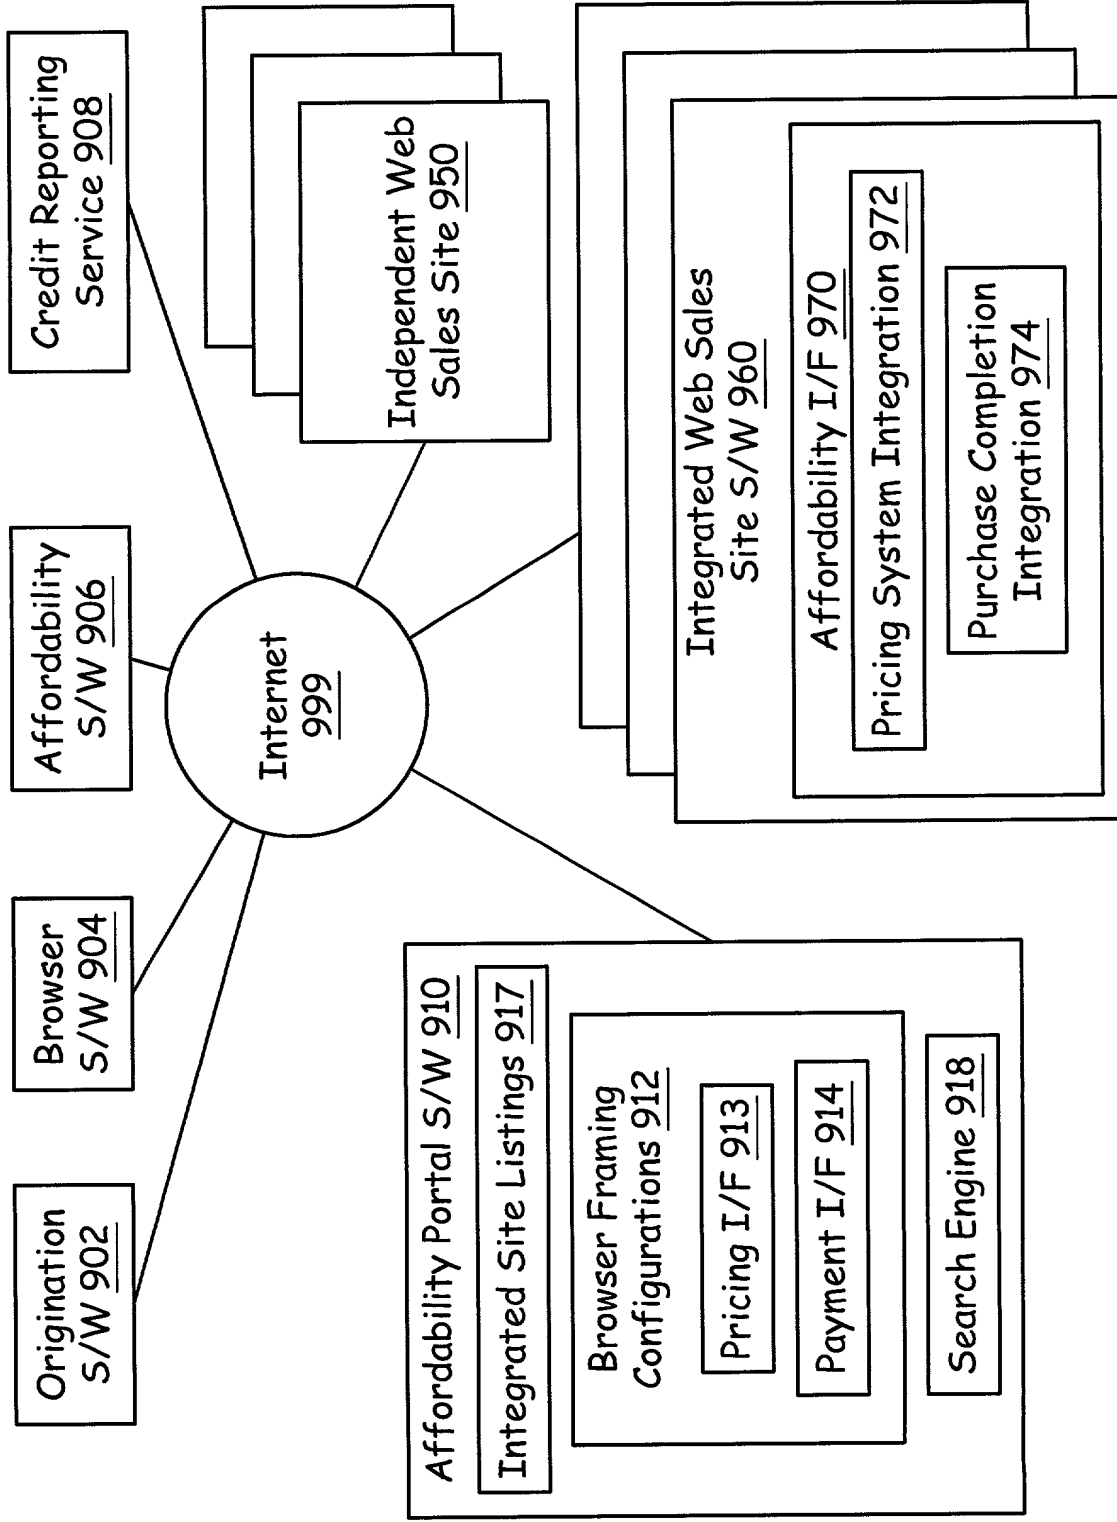 Origination
S/W 902
Browser
S/W 904
Affordability
S/W 906
Credit Reporting
Service 908
Internet
999
Independent Web
Sales Site 950
Affordability Portal S/W 910
Integrated Site Listings 917
Browser Framing
Configurations 912
Pricing I/F 913
Payment I/F 914
Search Engine 918
Integrated Web Sales
Site S/W 960
Affordability I/F 970
Pricing System Integration 972
Purchase Completion
Integration 974